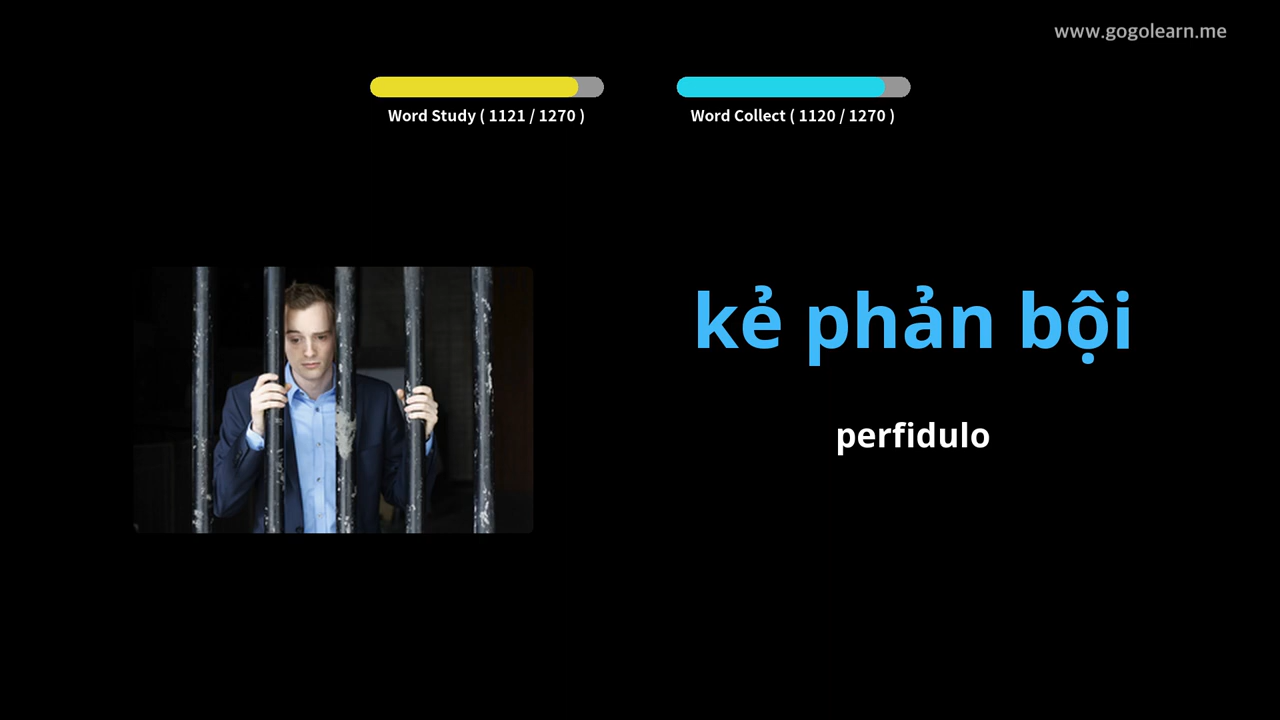 www.gogolearn.me
Word Study ( 1121 / 1270 )
Word Collect ( 1120 / 1270 )
kẻ phản bội
perfidulo